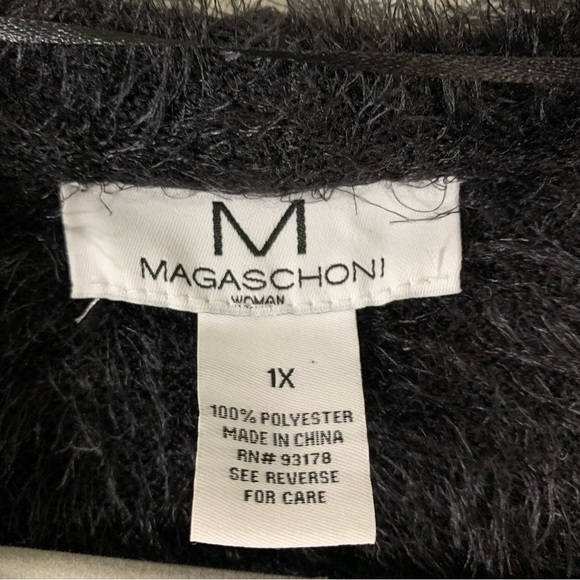 M
MAGASCHONI
WOMAN
1X
100% POLYESTER
MADE IN CHINA
RN# 93178
SEE REVERSE
FOR CARE